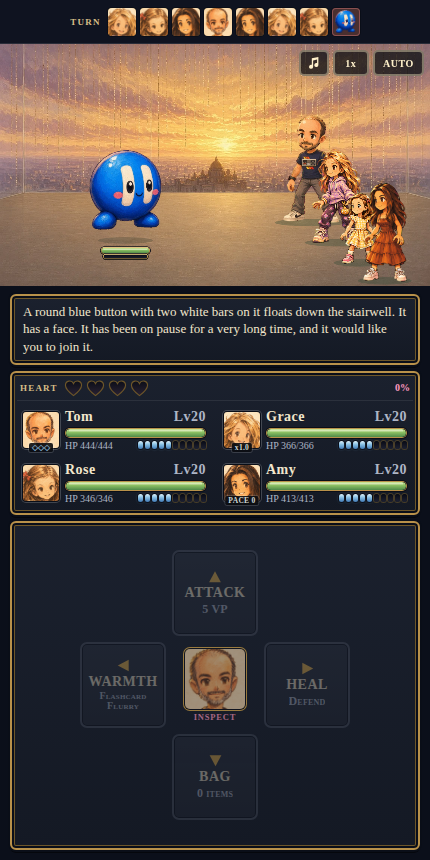 TURN
1x
AUTO
A round blue button with two white bars on it floats down the stairwell. It
has a face. It has been on pause for a very long time, and it would like
you to join it.
HEART
0%
Tom Lv20
HP 444/444
Grace Lv20
x1.0
HP 366/366
Rose Lv20
HP 346/346
Amy Lv20
PACE 0
HP 413/413
ATTACK
5 VP
WARMTH
Flashcard
Flurry
INSPECT
HEAL
Defend
BAG
0 items